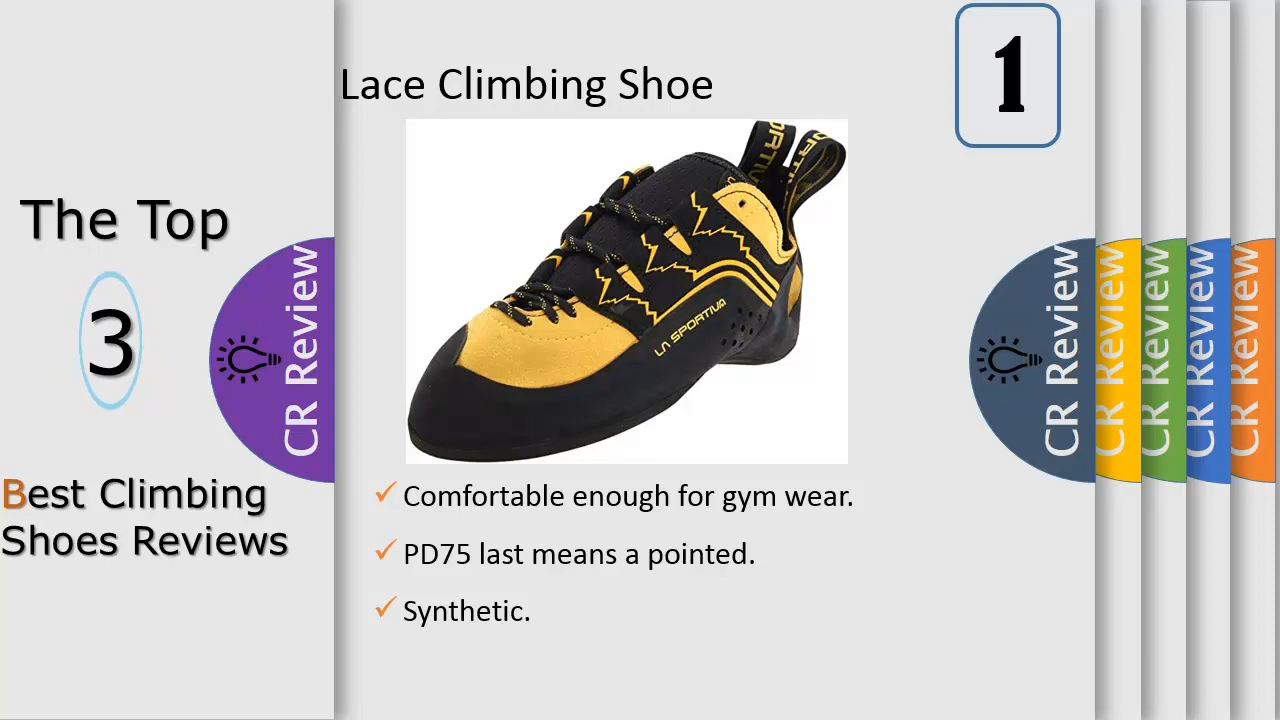 Lace Climbing Shoe
1
The Top
3
Best Climbing
Shoes Reviews
CR Review
LA SPORTIVA
Comfortable enough for gym wear.
PD75 last means a pointed.
Synthetic.
CR Review
CR Review
CR Review
CR Review
CR Review